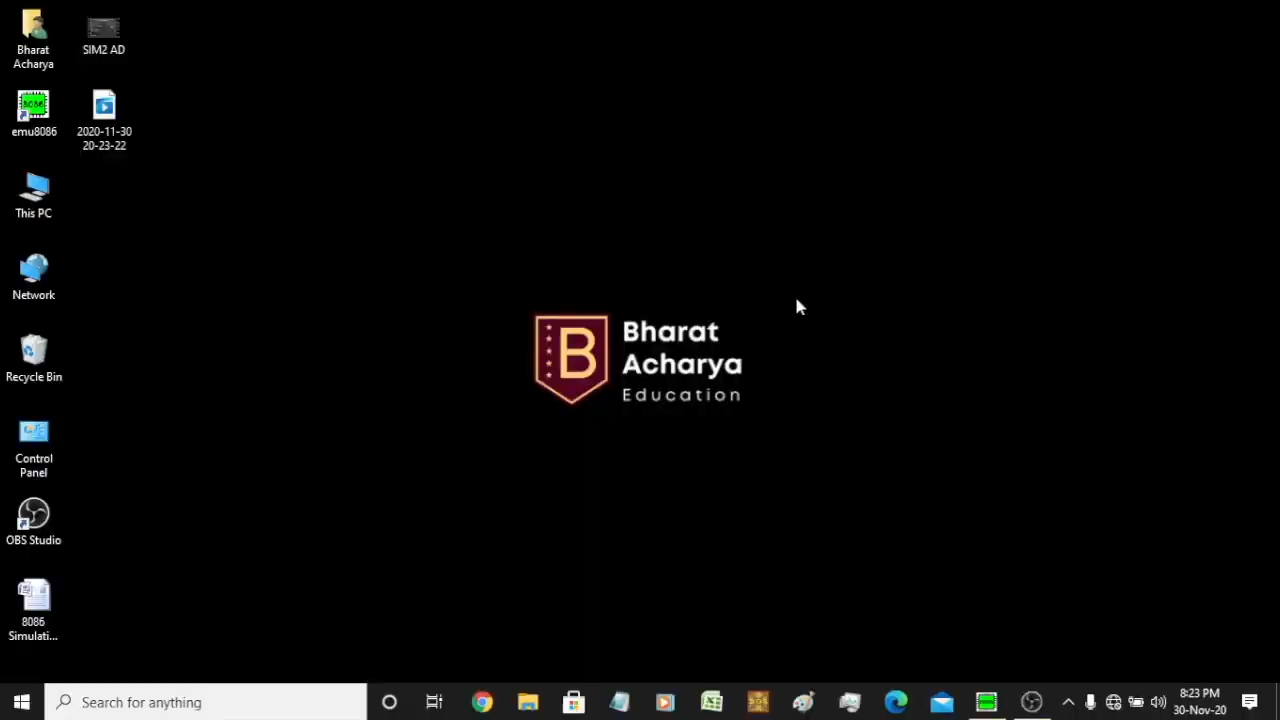 Bharat
Acharya
SIM2 AD
8086
emu8086
2020-11-30
20-23-22
This PC
Network
Recycle Bin
Control
Panel
OBS Studio
8086
Simulati...
B
Bharat
Acharya
Education
Search for anything
8:23 PM
30-Nov-20